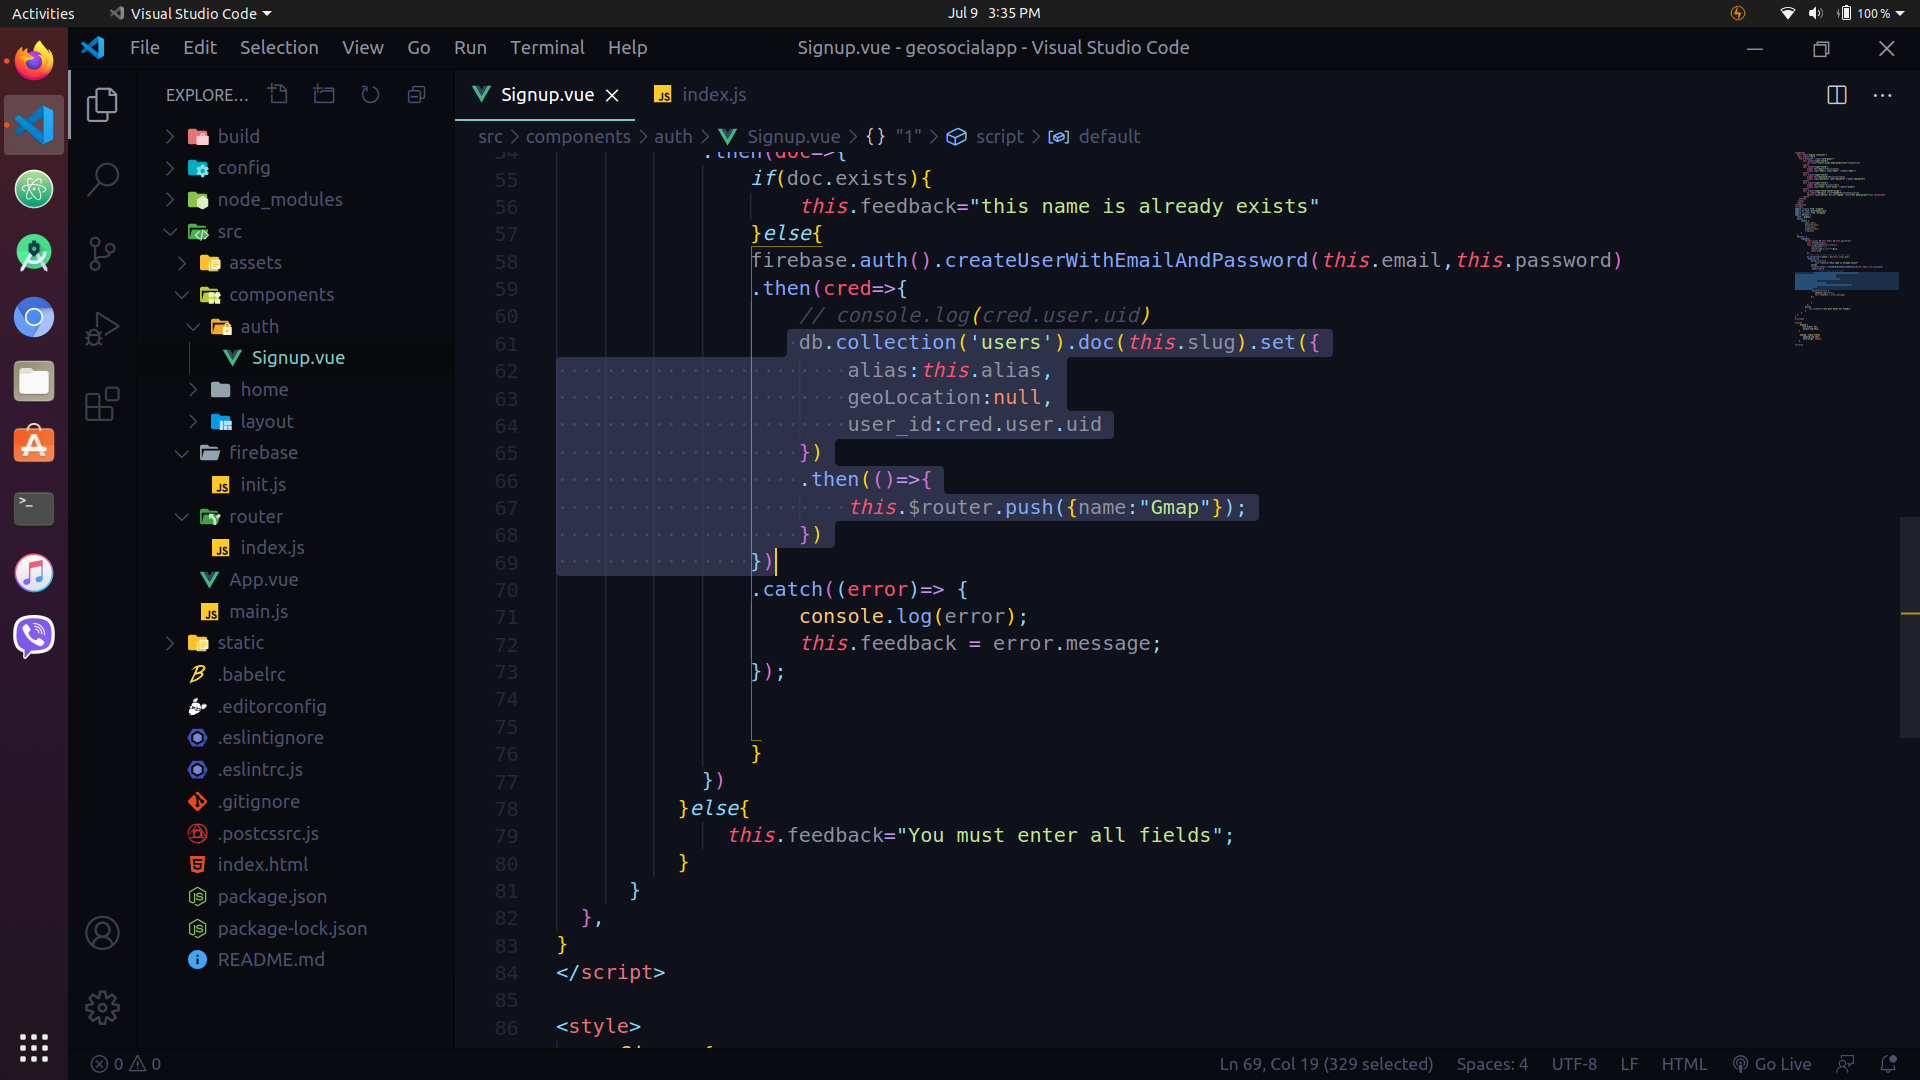 Activities
Visual Studio Code
Jul 9 3:35 PM
100 %
File Edit Selection View Go Run Terminal Help
Signup.vue - geosocialapp - Visual Studio Code
EXPLORE...
build
config
node_modules
src
assets
components
auth
Signup.vue
home
layout
firebase
init.js
router
index.js
App.vue
main.js
static
.babelrc
.editorconfig
.eslintignore
.eslintrc.js
.gitignore
.postcssrc.js
index.html
package.json
package-lock.json
README.md
Signup.vue
index.js
src > components > auth > Signup.vue > {} "1" > script > default
54 .then(doc=>{
55 if(doc.exists){
56 this.feedback="this name is already exists"
57 }else{
58 firebase.auth().createUserWithEmailAndPassword(this.email,this.password)
59 .then(cred=>{
60 // console.log(cred.user.uid)
61 db.collection('users').doc(this.slug).set({
62 alias:this.alias,
63 geoLocation:null,
64 user_id:cred.user.uid
65 })
66 .then(()=>{
67 this.$router.push({name:"Gmap"});
68 })
69 })
70 .catch((error)=> {
71 console.log(error);
72 this.feedback = error.message;
73 });
74
75
76 }
77 })
78 }else{
79 this.feedback="You must enter all fields";
80 }
81 }
82 },
83 }
84 </script>
85
86 <style>
0 0
Ln 69, Col 19 (329 selected)
Spaces: 4
UTF-8
LF
HTML
Go Live